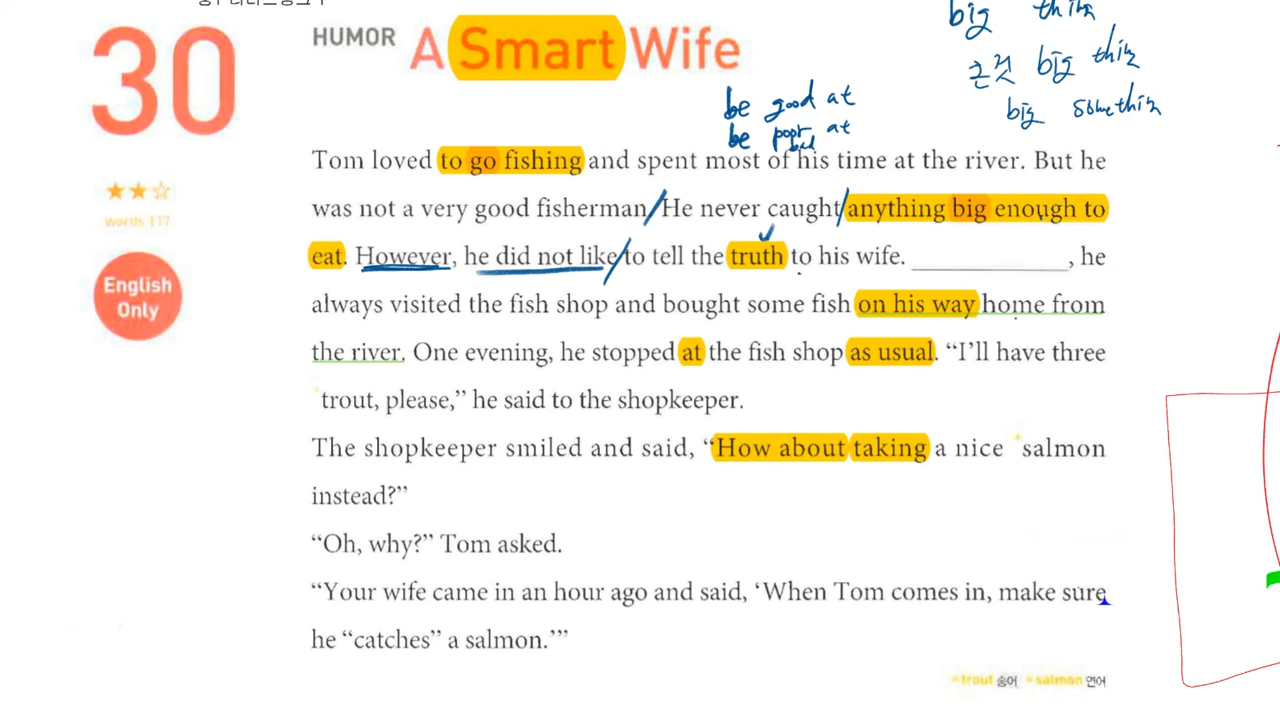 big thing
큰것 big thin
big somethin
30
HUMOR A Smart Wife
be good at
be poor at
bad
Tom loved to go fishing and spent most of his time at the river. But he
★★☆
words 117
was not a very good fisherman. He never caught anything big enough to
eat. However, he did not like to tell the truth to his wife. ____________, he
English
Only
always visited the fish shop and bought some fish on his way home from
the river. One evening, he stopped at the fish shop as usual. “I’ll have three
*trout, please,” he said to the shopkeeper.
The shopkeeper smiled and said, “How about taking a nice *salmon
instead?”
“Oh, why?” Tom asked.
“Your wife came in an hour ago and said, ‘When Tom comes in, make sure
he “catches” a salmon.’”
*trout 숭어 *salmon 연어